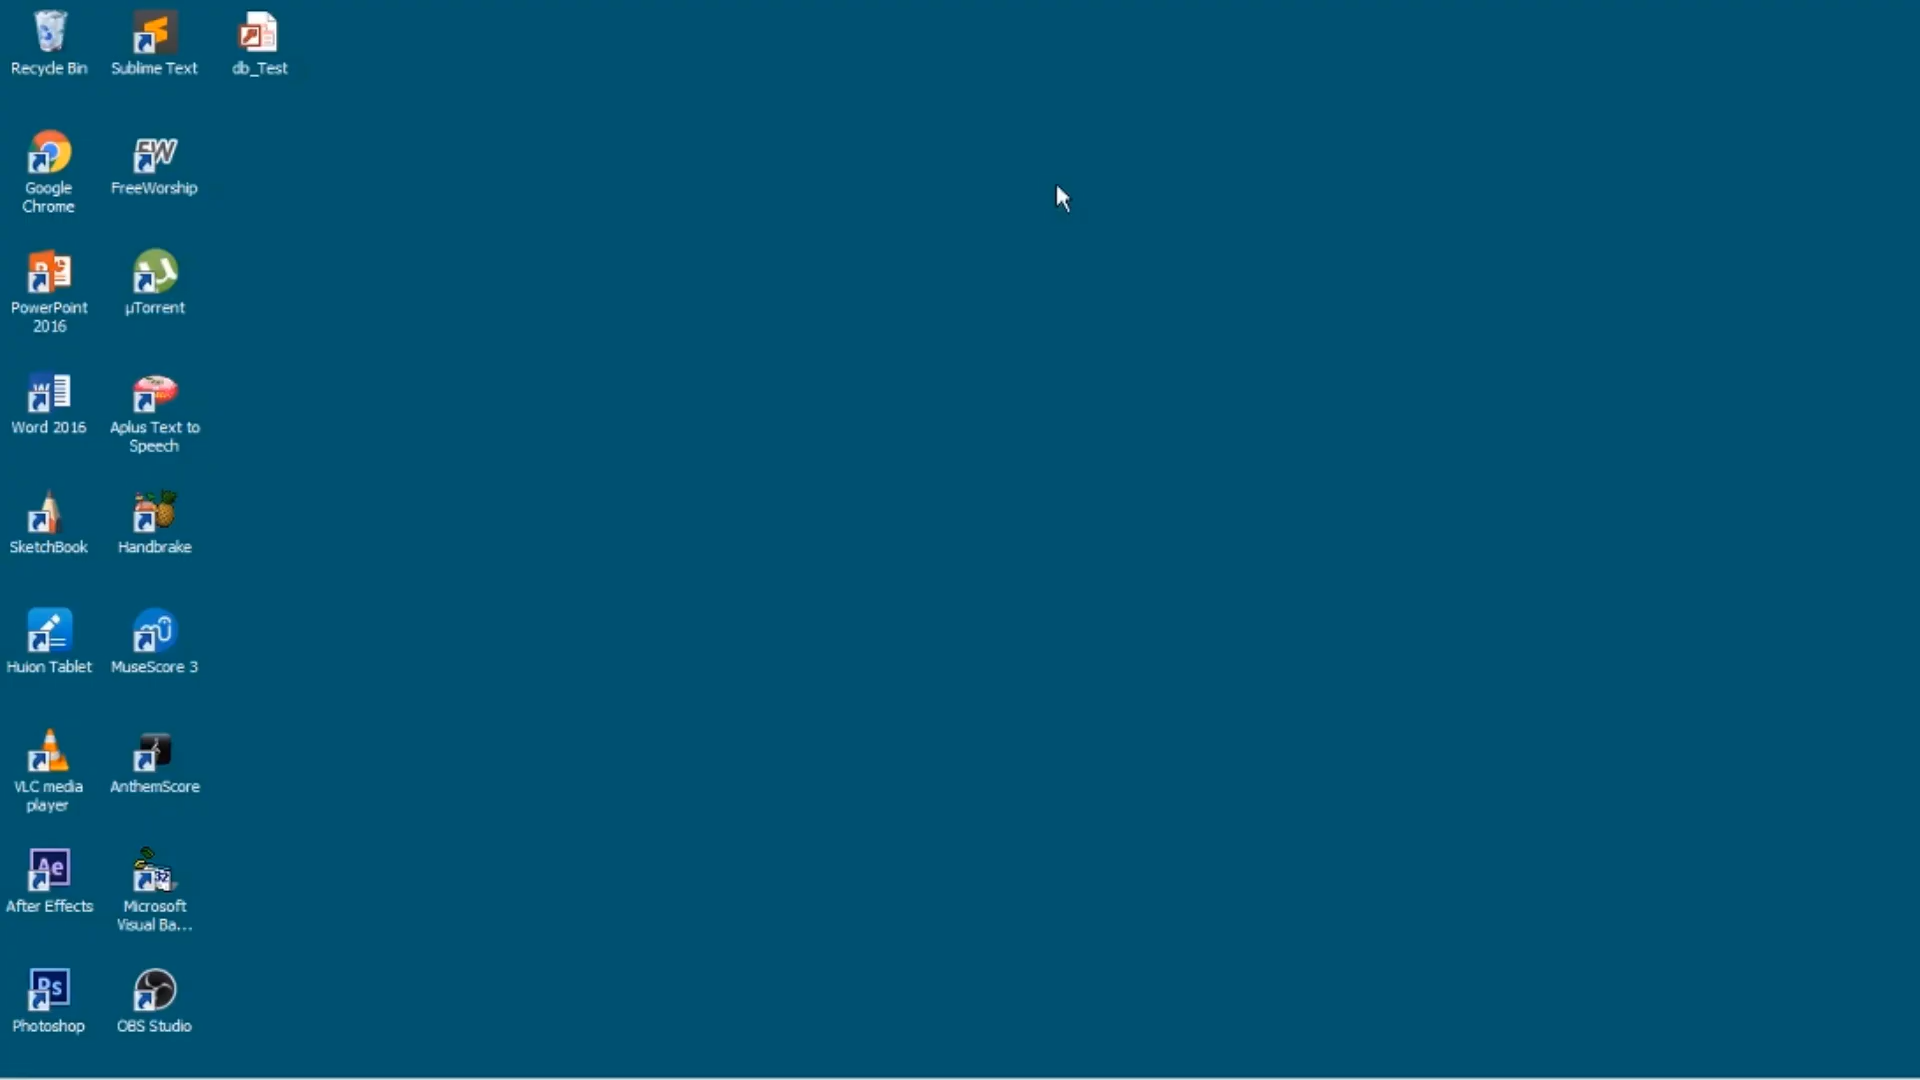 Recycle Bin
Sublime Text
db_Test
Google
Chrome
FreeWorship
PowerPoint
2016
µTorrent
Word 2016
Aplus Text to
Speech
SketchBook
Handbrake
Huion Tablet
MuseScore 3
VLC media
player
AnthemScore
After Effects
Microsoft
Visual Ba...
Photoshop
OBS Studio